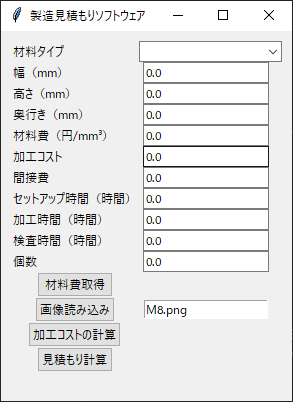 製造見積もりソフトウェア
材料タイプ
幅（mm） 0.0
高さ（mm） 0.0
奥行き（mm） 0.0
材料費（円/mm³） 0.0
加工コスト 0.0
間接費 0.0
セットアップ時間（時間） 0.0
加工時間（時間） 0.0
検査時間（時間） 0.0
個数 0.0
材料費取得
画像読み込み M8.png
加工コストの計算
見積もり計算